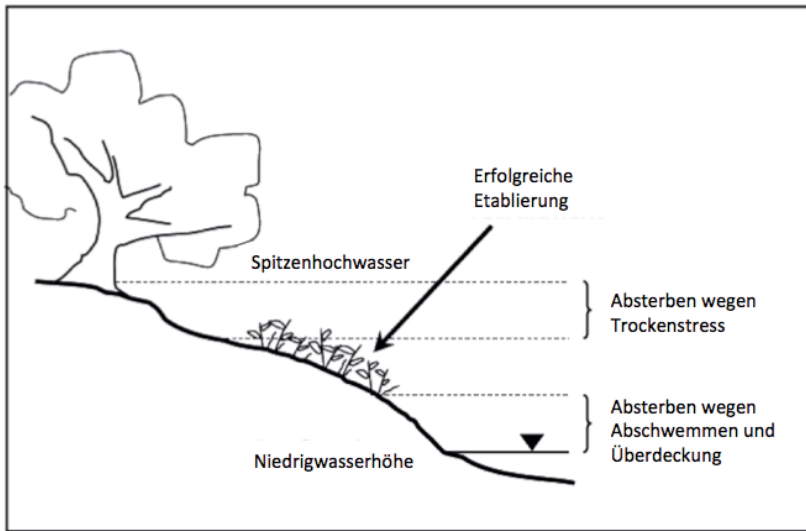 Erfolgreiche
Etablierung
Spitzenhochwasser
Absterben wegen
Trockenstress
Absterben wegen
Abschwemmen und
Überdeckung
Niedrigwasserhöhe